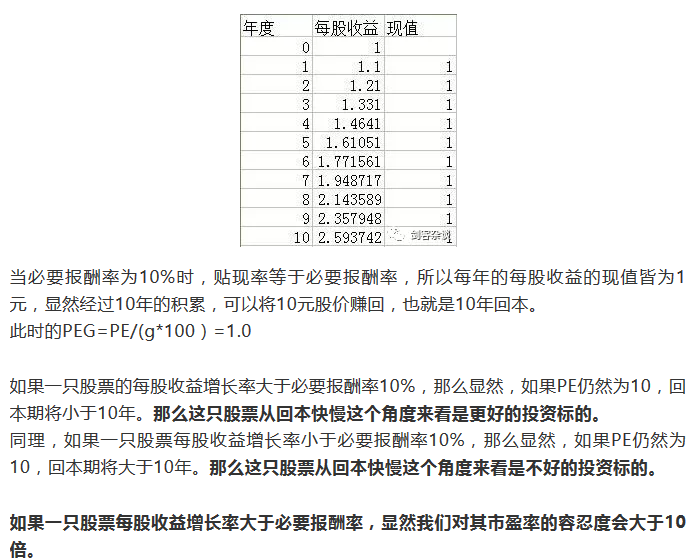 年度 每股收益 现值
0 1
1 1.1 1
2 1.21 1
3 1.331 1
4 1.4641 1
5 1.61051 1
6 1.771561 1
7 1.948717 1
8 2.143589 1
9 2.357948 1
10 2.593742 1
剑客杂谈
当必要报酬率为10%时，贴现率等于必要报酬率，所以每年的每股收益的现值皆为1
元，显然经过10年的积累，可以将10元股价赚回，也就是10年回本。
此时的PEG=PE/(g*100）=1.0
如果一只股票的每股收益增长率大于必要报酬率10%，那么显然，如果PE仍然为10，回
本期将小于10年。那么这只股票从回本快慢这个角度来看是更好的投资标的。
同理，如果一只股票每股收益增长率小于必要报酬率10%，那么显然，如果PE仍然为
10，回本期将大于10年。那么这只股票从回本快慢这个角度来看是不好的投资标的。
如果一只股票每股收益增长率大于必要报酬率，显然我们对其市盈率的容忍度会大于10
倍。